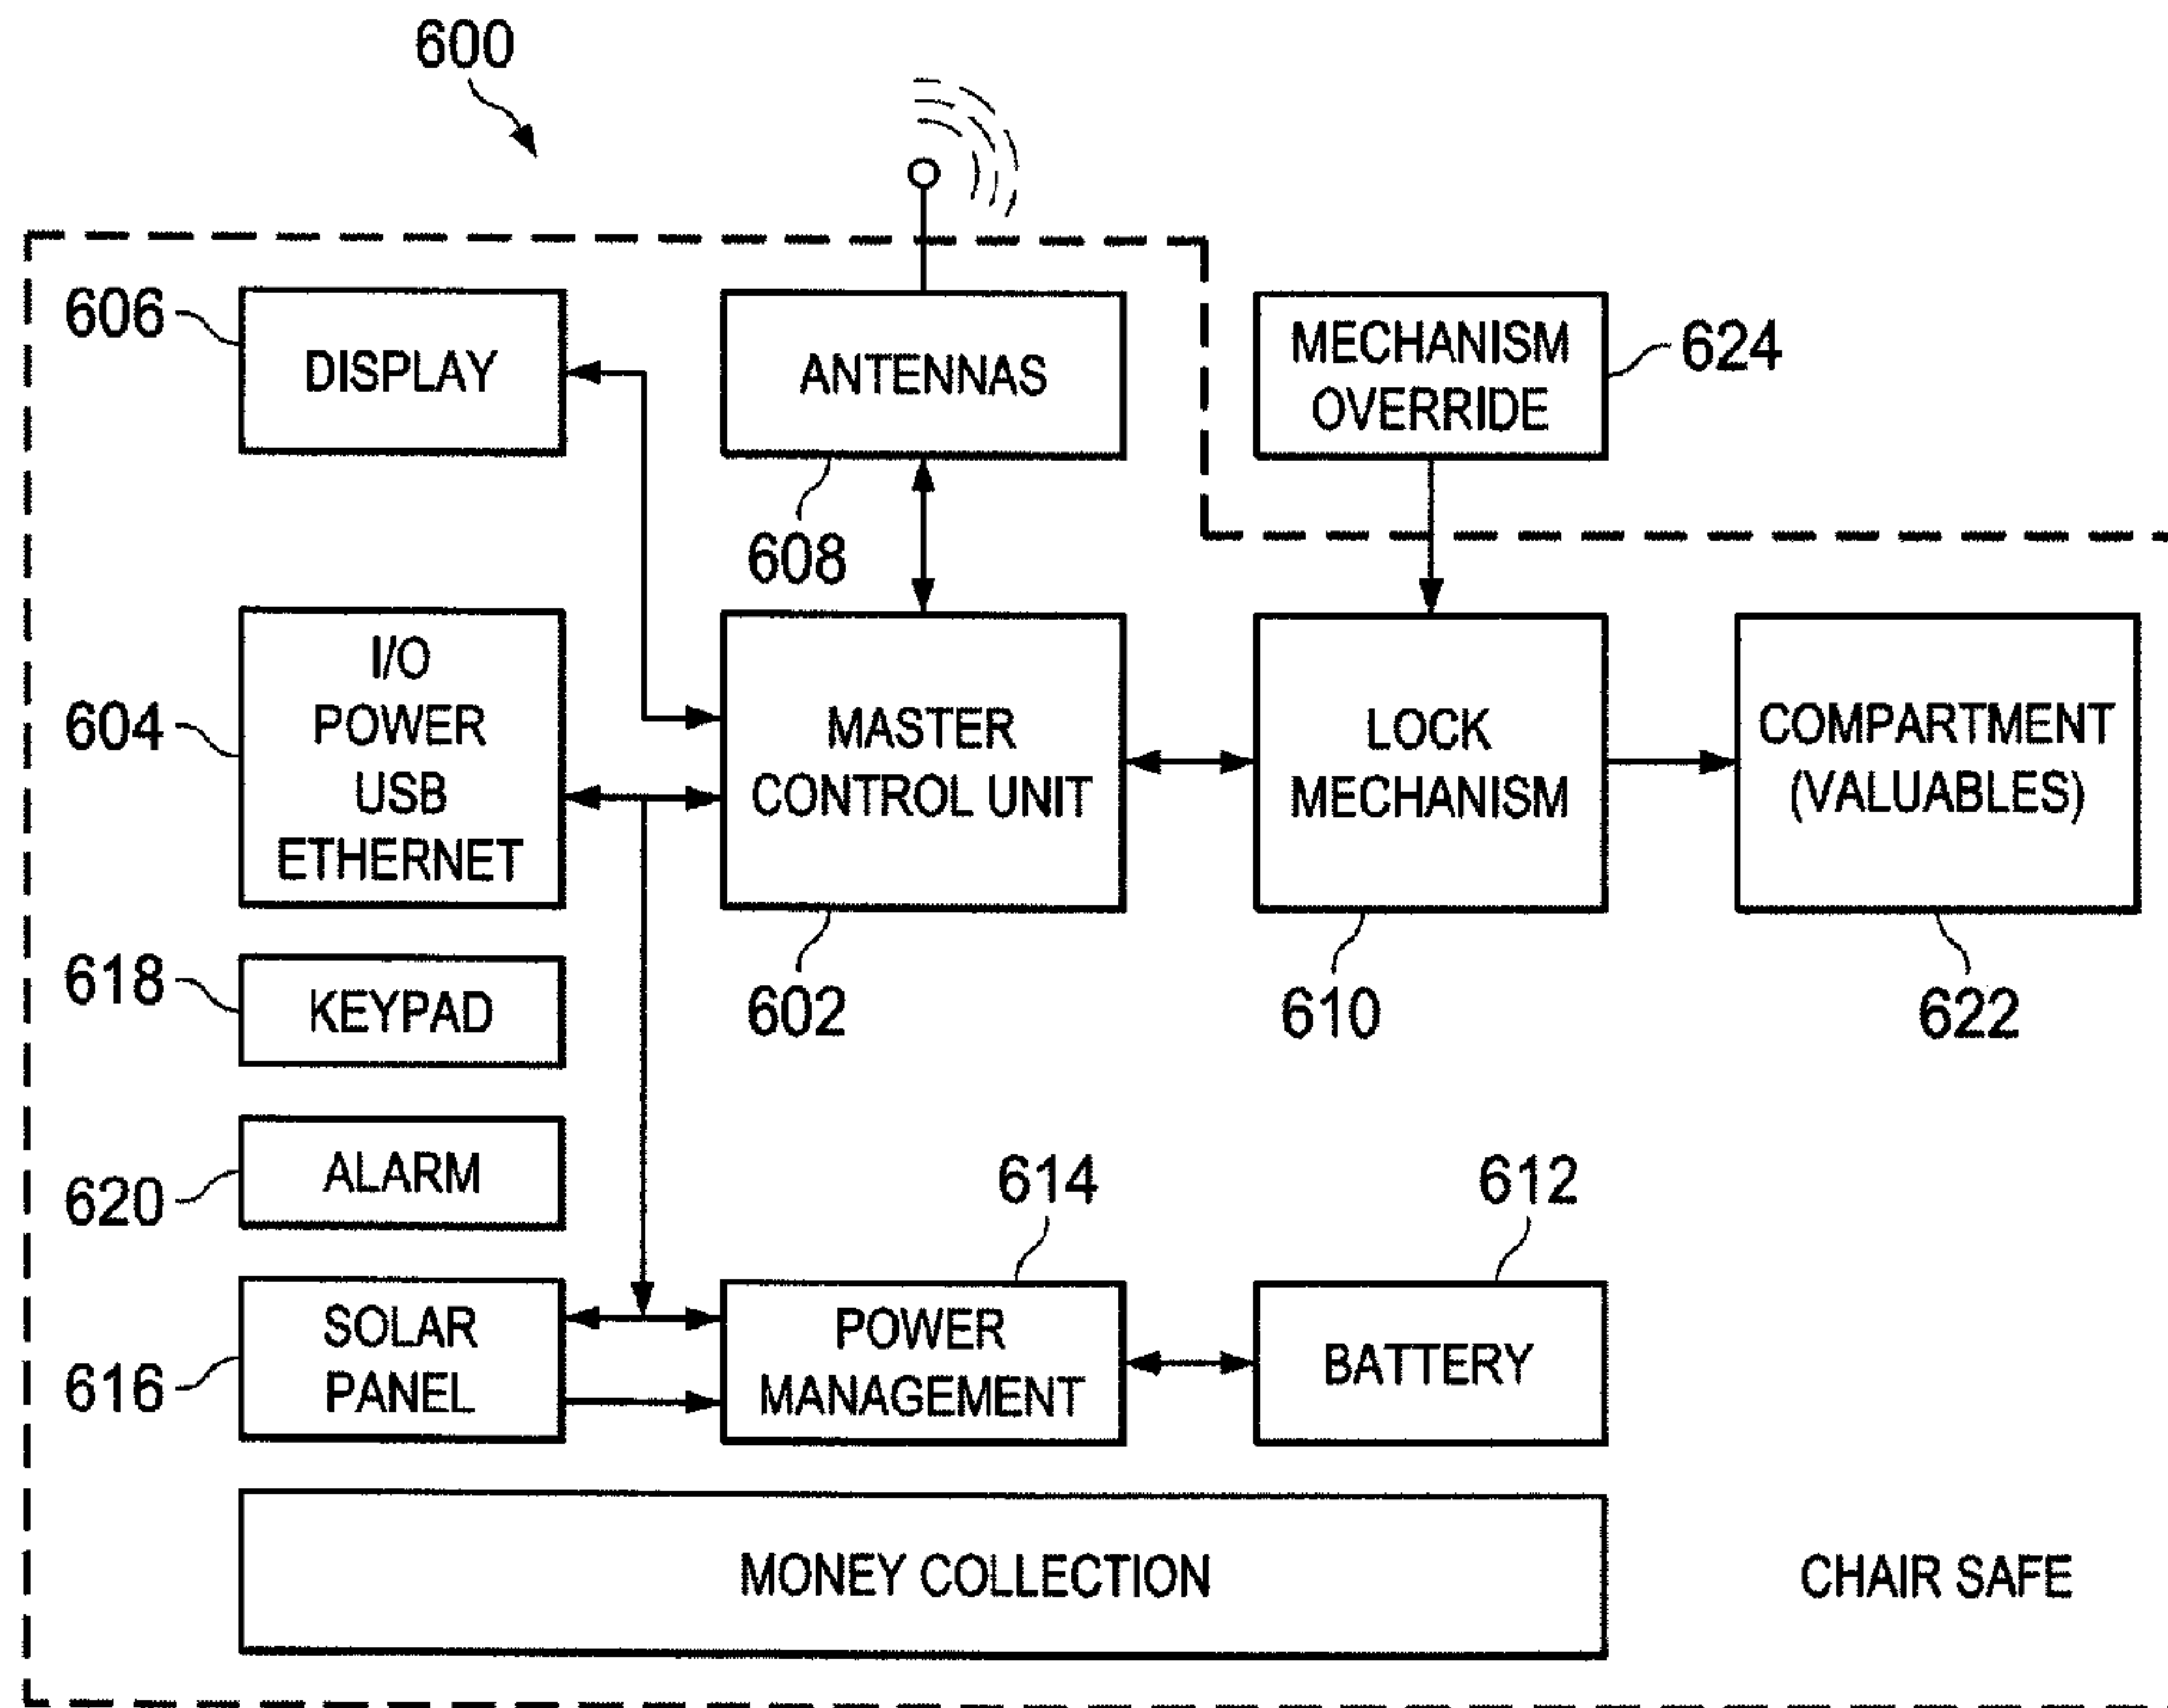 600
606
DISPLAY
ANTENNAS
608
MECHANISM
OVERRIDE
624
604
I/O
POWER
USB
ETHERNET
MASTER
CONTROL UNIT
602
LOCK
MECHANISM
610
COMPARTMENT
(VALUABLES)
622
618
KEYPAD
620
ALARM
616
SOLAR
PANEL
614
POWER
MANAGEMENT
612
BATTERY
MONEY COLLECTION
CHAIR SAFE